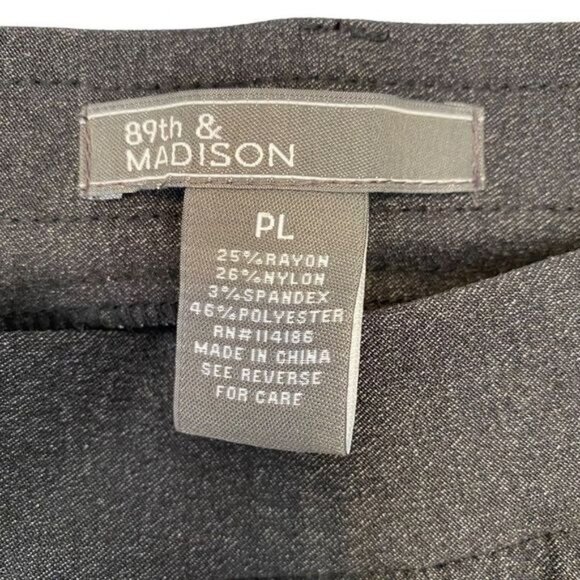 89th &
MADISON
PL
25%RAYON
26%NYLON
3%SPANDEX
46%POLYESTER
RN#114186
MADE IN CHINA
SEE REVERSE
FOR CARE